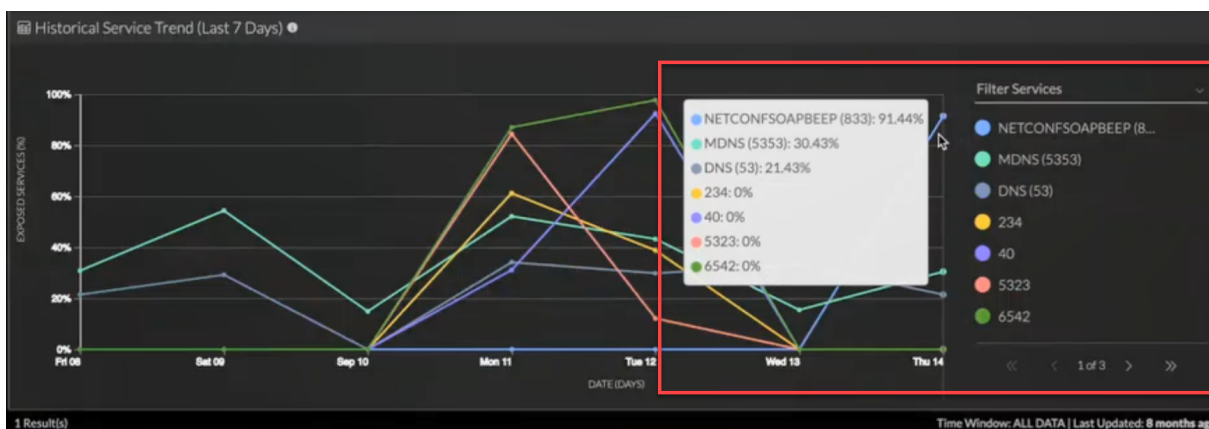 Historical Service Trend (Last 7 Days)
100%
80%
60%
40%
20%
0%
EXPOSED SERVICES (%)
Fri 08
Sat 09
Sep 10
Mon 11
Tue 12
Wed 13
Thu 14
DATE (DAYS)
NETCONFSOAPBEEP (833): 91.44%
MDNS (5353): 30.43%
DNS (53): 21.43%
234: 0%
40: 0%
5323: 0%
6542: 0%
Filter Services
NETCONFSOAPBEEP (8...
MDNS (5353)
DNS (53)
234
40
5323
6542
1 of 3
1 Result(s)
Time Window: ALL DATA | Last Updated: 8 months ag